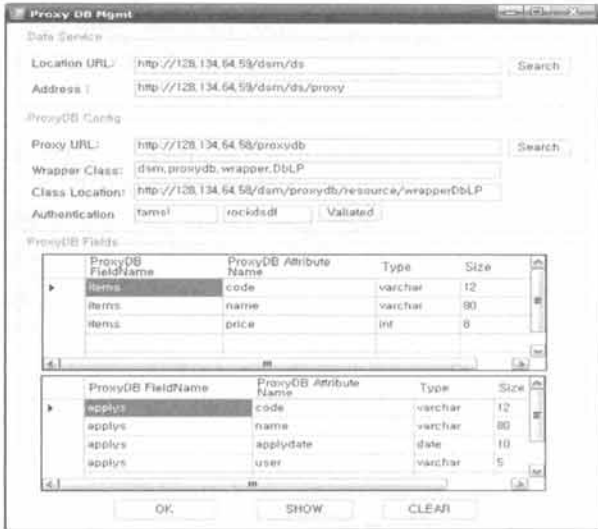 Proxy DB Mgmt
Data Service
Location URL: http://128,134,64,59/dsm/ds Search
Address : http://128,134,64,59/dsm/ds/proxy
ProxyDB Config
Proxy URL: http://128,134,64,58/proxydb Search
Wrapper Class: dsm,proxydb,wrapper,DbLP
Class Location: http://128,134,64,58/dsm/proxydb/resource/wrapperDbLP
Authentication Valiated
ProxyDB Fields
ProxyDB FieldName ProxyDB Attribute Name Type Size
items code varchar 12
items name varchar 80
items price int 8
ProxyDB FieldName ProxyDB Attribute Name Type Size
applys code varchar 12
applys name varchar 80
applys applydate date 10
applys user varchar 5
OK SHOW CLEAR